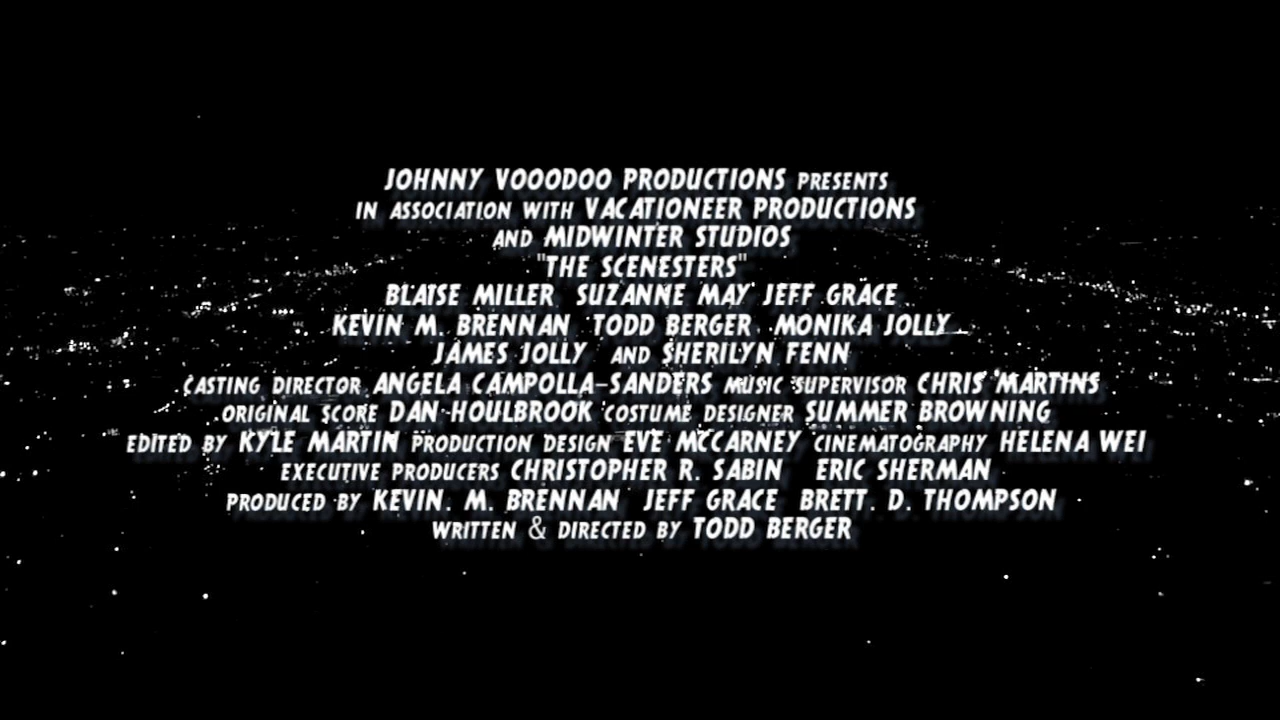 JOHNNY VOOODOO PRODUCTIONS PRESENTS
IN ASSOCIATION WITH VACATIONEER PRODUCTIONS
AND MIDWINTER STUDIOS
"THE SCENESTERS"
BLAISE MILLER SUZANNE MAY JEFF GRACE
KEVIN M. BRENNAN TODD BERGER MONIKA JOLLY
JAMES JOLLY AND SHERILYN FENN
CASTING DIRECTOR ANGELA CAMPOLLA-SANDERS MUSIC SUPERVISOR CHRIS MARTINS
ORIGINAL SCORE DAN HOULBROOK COSTUME DESIGNER SUMMER BROWNING
EDITED BY KYLE MARTIN PRODUCTION DESIGN EVE MCCARNEY CINEMATOGRAPHY HELENA WEI
EXECUTIVE PRODUCERS CHRISTOPHER R. SABIN ERIC SHERMAN
PRODUCED BY KEVIN. M. BRENNAN JEFF GRACE BRETT. D. THOMPSON
WRITTEN & DIRECTED BY TODD BERGER